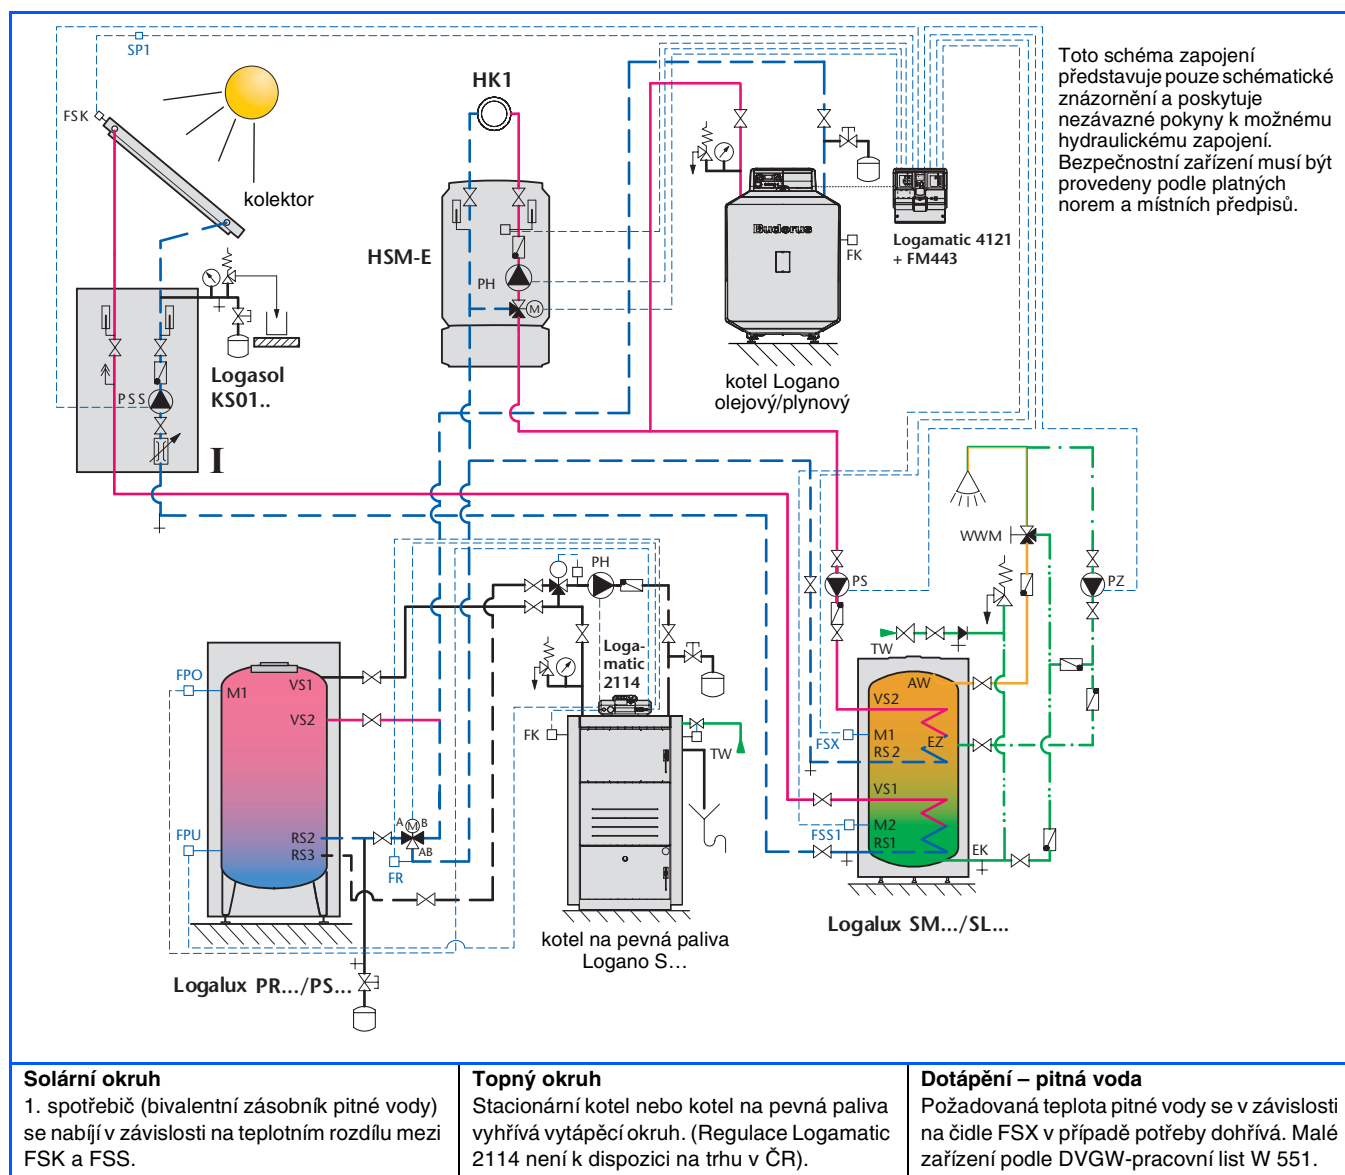 SP1
FSK
kolektor
HK1
HSM-E
PH
M
Buderus
FK
Logamatic 4121
+ FM443
Toto schéma zapojení
představuje pouze schématické
znázornění a poskytuje
nezávazné pokyny k možnému
hydraulickému zapojení.
Bezpečnostní zařízení musí být
provedeny podle platných
norem a místních předpisů.
kotel Logano
olejový/plynový
Logasol
KS01..
PSS
I
WWM
PH
PS
PZ
Loga-
matic
2114
TW
FPO
M1
VS1
VS2
FK
TW
AW
VS2
M1
EZ
RS2
FSX
VS1
FSS1
M2
RS1
EK
FPU
RS2
RS3
A
M
B
AB
FR
kotel na pevná paliva
Logano S...
Logalux SM.../SL...
Logalux PR.../PS...
Solární okruh
1. spotřebič (bivalentní zásobník pitné vody)
se nabíjí v závislosti na teplotním rozdílu mezi
FSK a FSS.
Topný okruh
Stacionární kotel nebo kotel na pevná paliva
vyhřívá vytápěcí okruh. (Regulace Logamatic
2114 není k dispozici na trhu v ČR).
Dotápění – pitná voda
Požadovaná teplota pitné vody se v závislosti
na čidle FSX v případě potřeby dohřívá. Malé
zařízení podle DVGW-pracovní list W 551.